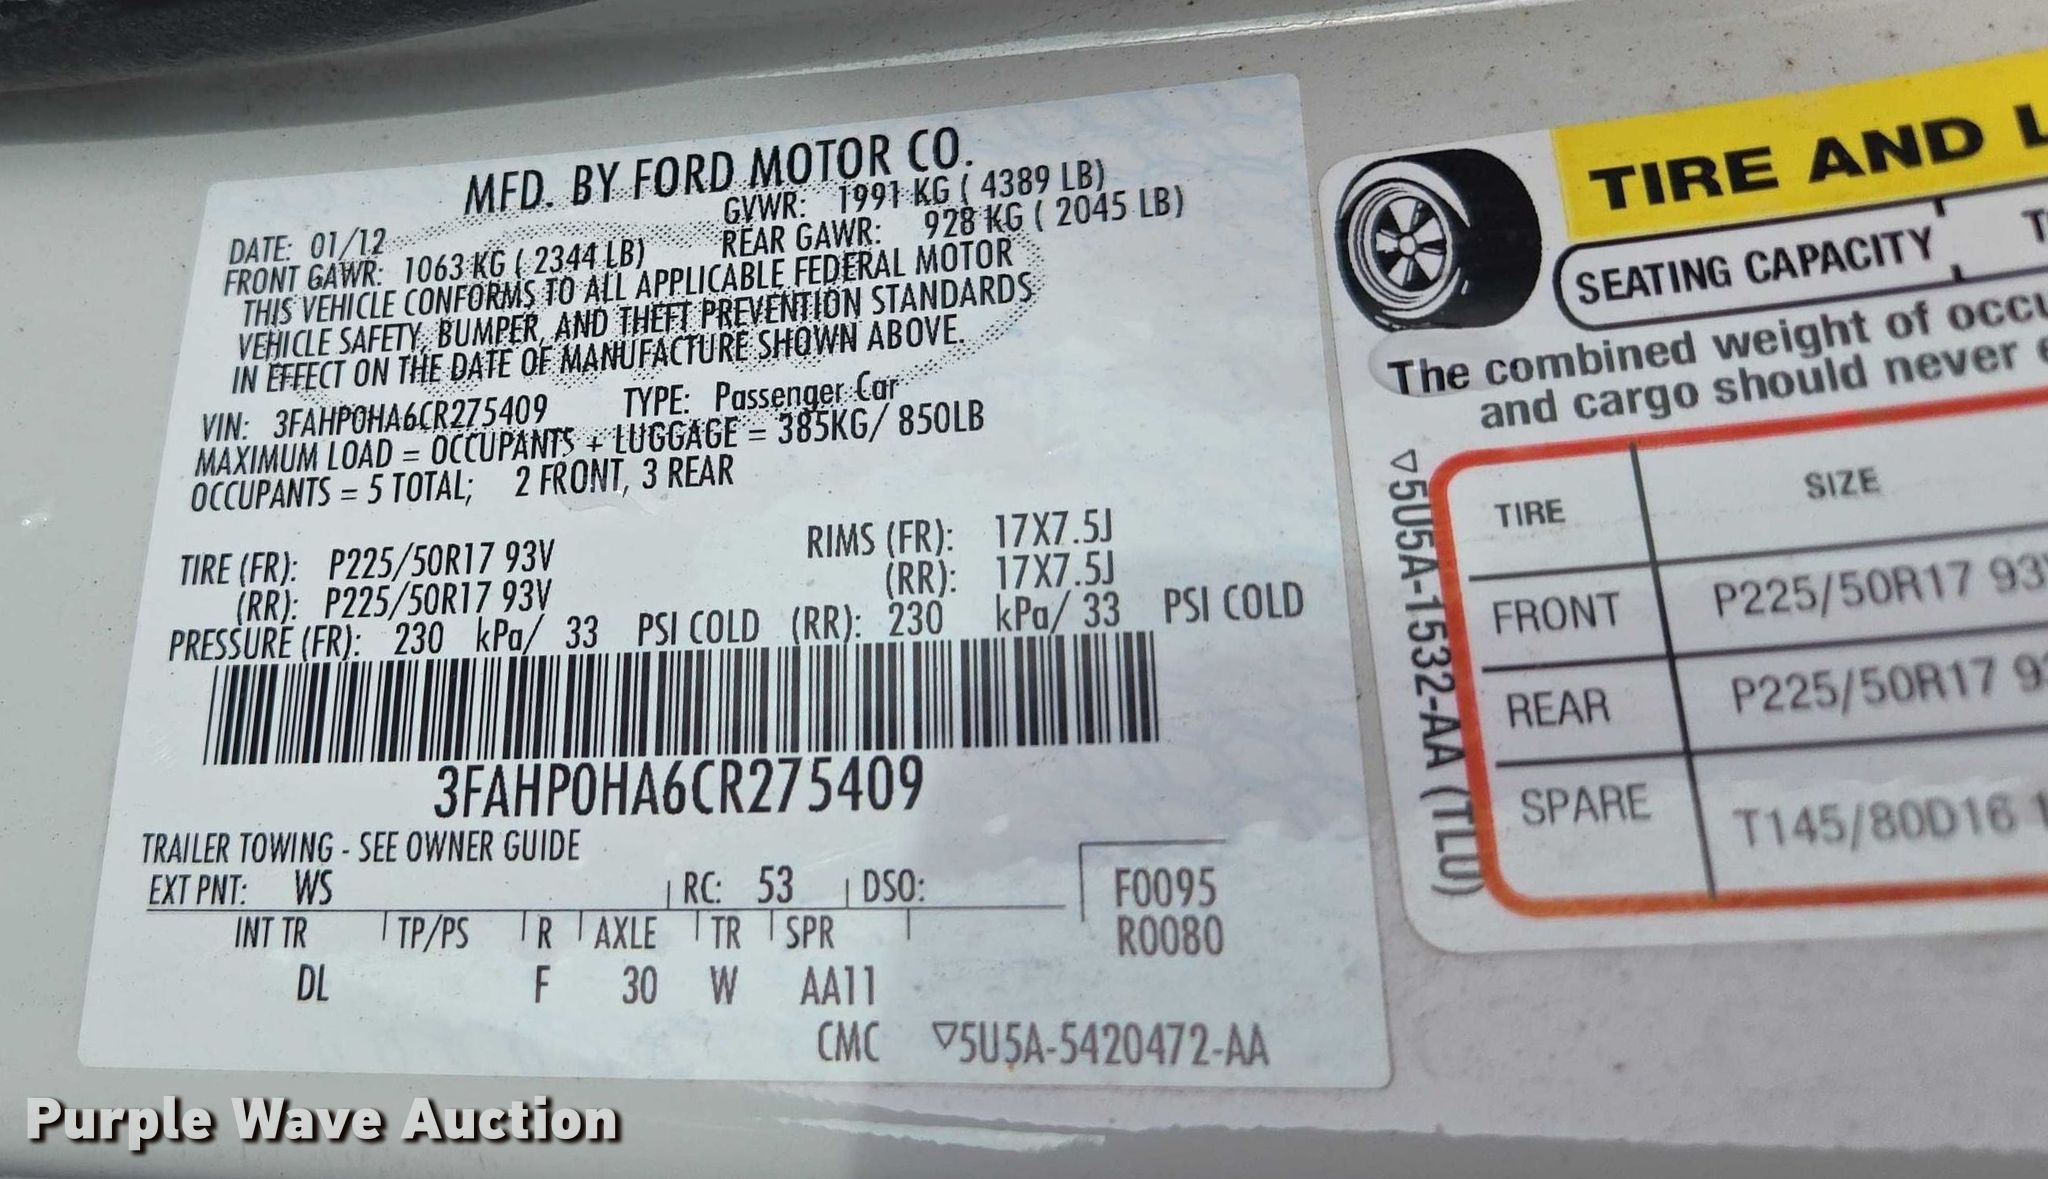 MFD. BY FORD MOTOR CO.
DATE: 01/12 GVWR: 1991 KG ( 4389 LB)
FRONT GAWR: 1063 KG ( 2344 LB) REAR GAWR: 928 KG ( 2045 LB)
THIS VEHICLE CONFORMS TO ALL APPLICABLE FEDERAL MOTOR
VEHICLE SAFETY, BUMPER, AND THEFT PREVENTION STANDARDS
IN EFFECT ON THE DATE OF MANUFACTURE SHOWN ABOVE.
VIN: 3FAHP0HA6CR275409 TYPE: Passenger Car
MAXIMUM LOAD = OCCUPANTS + LUGGAGE = 385KG/ 850LB
OCCUPANTS = 5 TOTAL; 2 FRONT, 3 REAR
TIRE (FR): P225/50R17 93V RIMS (FR): 17X7.5J
(RR): P225/50R17 93V (RR): 17X7.5J
PRESSURE (FR): 230 kPa/ 33 PSI COLD (RR): 230 kPa/ 33 PSI COLD
3FAHP0HA6CR275409
TRAILER TOWING - SEE OWNER GUIDE
EXT PNT: WS RC: 53 DSO: F0095
INT TR TP/PS R AXLE TR SPR R0080
DL F 30 W AA11
CMC ▽5U5A-5420472-AA
TIRE AND L
SEATING CAPACITY T
The combined weight of occu
and cargo should never e
▽5U5A-1532-AA (TLU)
TIRE SIZE
FRONT P225/50R17 93
REAR P225/50R17 9
SPARE T145/80D16 1
Purple Wave Auction